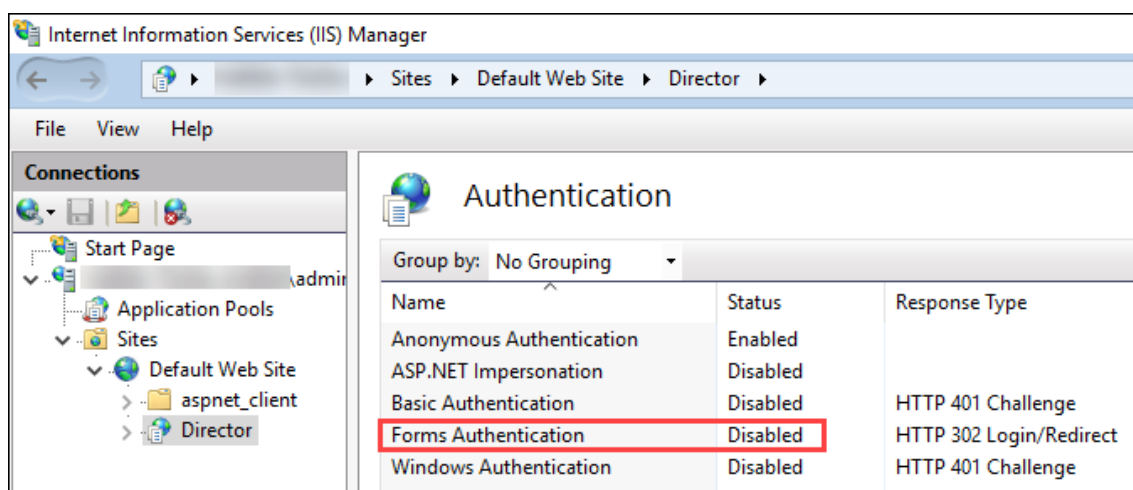 Internet Information Services (IIS) Manager
Sites Default Web Site Director
File View Help
Connections
Start Page
\admin
Application Pools
Sites
Default Web Site
aspnet_client
Director
Authentication
Group by: No Grouping
Name Status Response Type
Anonymous Authentication Enabled
ASP.NET Impersonation Disabled
Basic Authentication Disabled HTTP 401 Challenge
Forms Authentication Disabled HTTP 302 Login/Redirect
Windows Authentication Disabled HTTP 401 Challenge